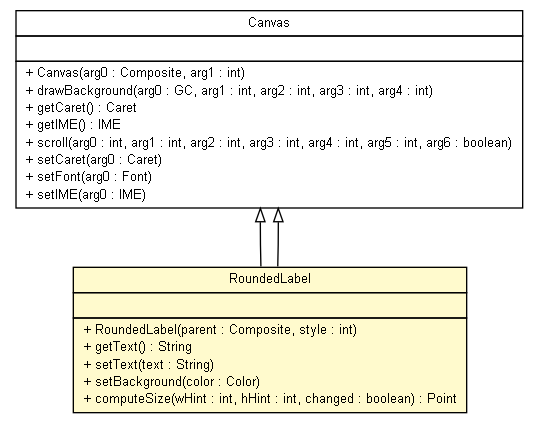 Canvas
+ Canvas(arg0 : Composite, arg1 : int)
+ drawBackground(arg0 : GC, arg1 : int, arg2 : int, arg3 : int, arg4 : int)
+ getCaret() : Caret
+ getIME() : IME
+ scroll(arg0 : int, arg1 : int, arg2 : int, arg3 : int, arg4 : int, arg5 : int, arg6 : boolean)
+ setCaret(arg0 : Caret)
+ setFont(arg0 : Font)
+ setIME(arg0 : IME)
RoundedLabel
+ RoundedLabel(parent : Composite, style : int)
+ getText() : String
+ setText(text : String)
+ setBackground(color : Color)
+ computeSize(wHint : int, hHint : int, changed : boolean) : Point